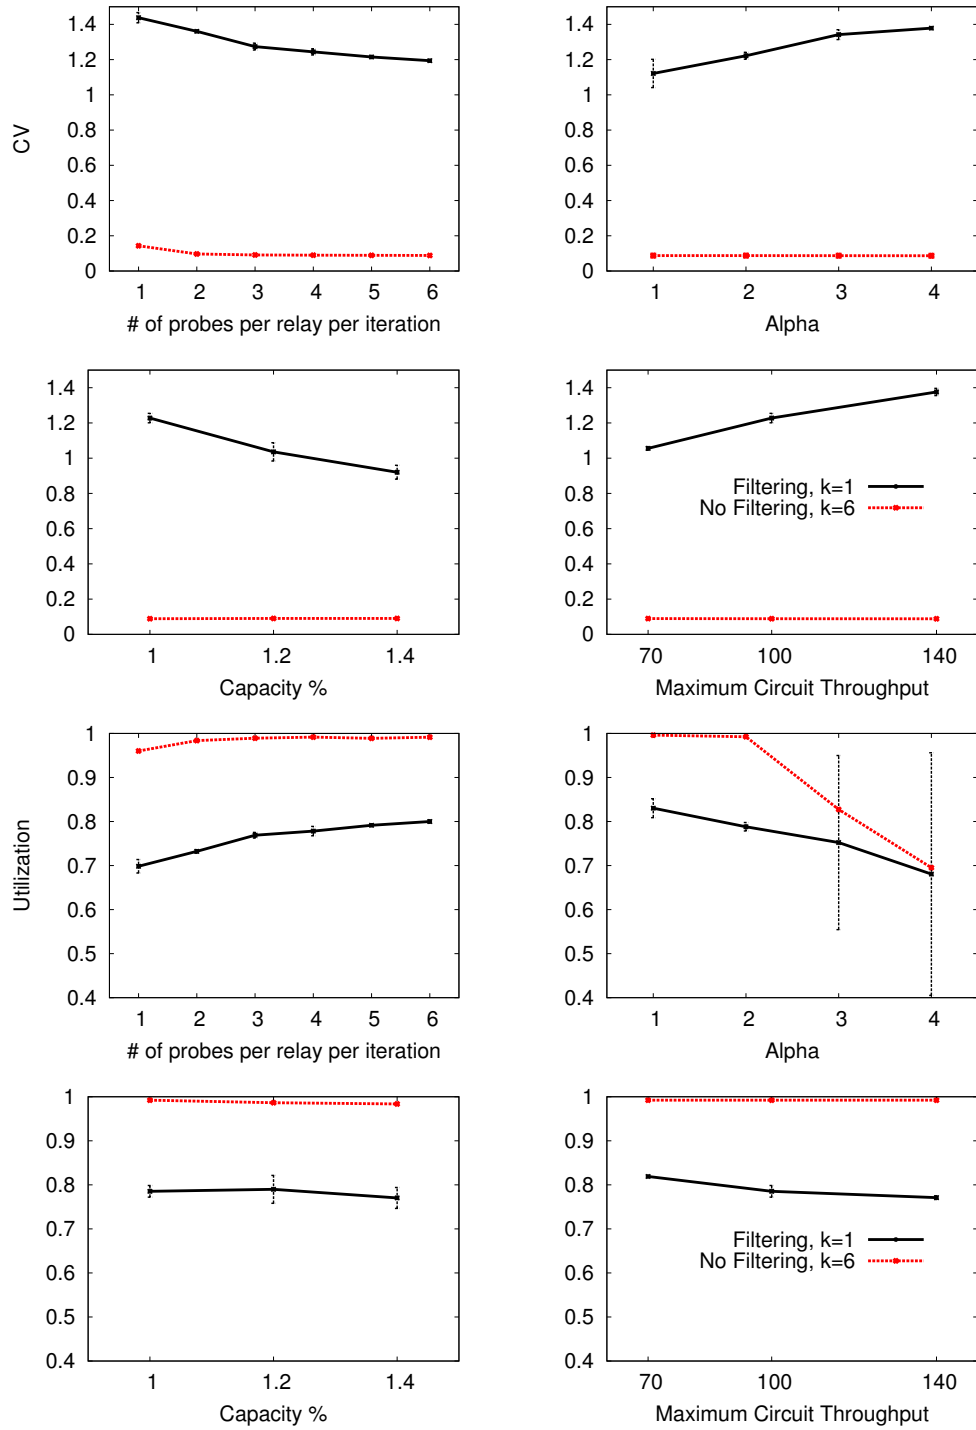 CV
1.4
1.2
1
0.8
0.6
0.4
0.2
0
1 2 3 4 5 6
# of probes per relay per iteration
1.4
1.2
1
0.8
0.6
0.4
0.2
0
1 2 3 4
Alpha
1.4
1.2
1
0.8
0.6
0.4
0.2
0
1 1.2 1.4
Capacity %
1.4
1.2
1
0.8
0.6
0.4
0.2
0
Filtering, k=1
No Filtering, k=6
70 100 140
Maximum Circuit Throughput
Utilization
1
0.9
0.8
0.7
0.6
0.5
0.4
1 2 3 4 5 6
# of probes per relay per iteration
1
0.9
0.8
0.7
0.6
0.5
0.4
1 2 3 4
Alpha
1
0.9
0.8
0.7
0.6
0.5
0.4
1 1.2 1.4
Capacity %
1
0.9
0.8
0.7
0.6
0.5
0.4
Filtering, k=1
No Filtering, k=6
70 100 140
Maximum Circuit Throughput